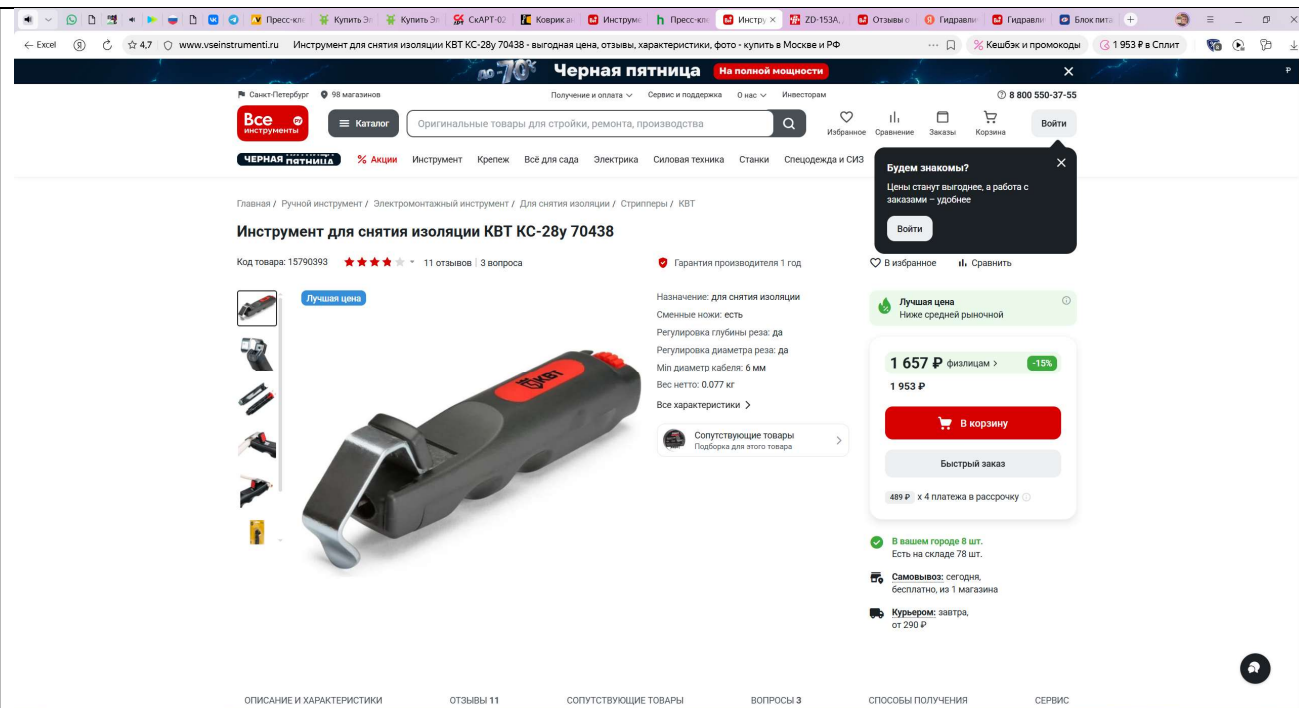 Пресс-кле
Купить Эл
Купить Эл
СкАРТ-02
Коврик ан
Инструме
Пресс-кле
Инстру
ZD-153A,
Отзывы о
Гидравли
Гидравли
Блок пита
Excel
4,7
www.vseinstrumenti.ru
Инструмент для снятия изоляции КВТ КС-28у 70438 - выгодная цена, отзывы, характеристики, фото - купить в Москве и РФ
% Кешбэк и промокоды
1 953 ₽ в Сплит
до -70%
Черная пятница
На полной мощности
Санкт-Петербург
98 магазинов
Получение и оплата
Сервис и поддержка
О нас
Инвесторам
8 800 550-37-55
Все инструменты ру
Каталог
Оригинальные товары для стройки, ремонта, производства
Избранное
Сравнение
Заказы
Корзина
Войти
ЧЕРНАЯ ПЯТНИЦА
% Акции
Инструмент
Крепеж
Всё для сада
Электрика
Силовая техника
Станки
Спецодежда и СИЗ
Будем знакомы?
Цены станут выгоднее, а работа с
заказами – удобнее
Войти
Главная / Ручной инструмент / Электромонтажный инструмент / Для снятия изоляции / Стрипперы / КВТ
Инструмент для снятия изоляции КВТ КС-28у 70438
Код товара: 15790393
11 отзывов
3 вопроса
Гарантия производителя 1 год
В избранное
Сравнить
Лучшая цена
КВТ
Назначение: для снятия изоляции
Сменные ножи: есть
Регулировка глубины реза: да
Регулировка диаметра реза: да
Min диаметр кабеля: 6 мм
Вес нетто: 0.077 кг
Все характеристики
Сопутствующие товары
Подборка для этого товара
Лучшая цена
Ниже средней рыночной
1 657 ₽ физлицам
-15%
1 953 ₽
В корзину
Быстрый заказ
489 ₽ х 4 платежа в рассрочку
В вашем городе 8 шт.
Есть на складе 78 шт.
Самовывоз: сегодня,
бесплатно, из 1 магазина
Курьером: завтра,
от 290 ₽
ОПИСАНИЕ И ХАРАКТЕРИСТИКИ
ОТЗЫВЫ 11
СОПУТСТВУЮЩИЕ ТОВАРЫ
ВОПРОСЫ 3
СПОСОБЫ ПОЛУЧЕНИЯ
СЕРВИС